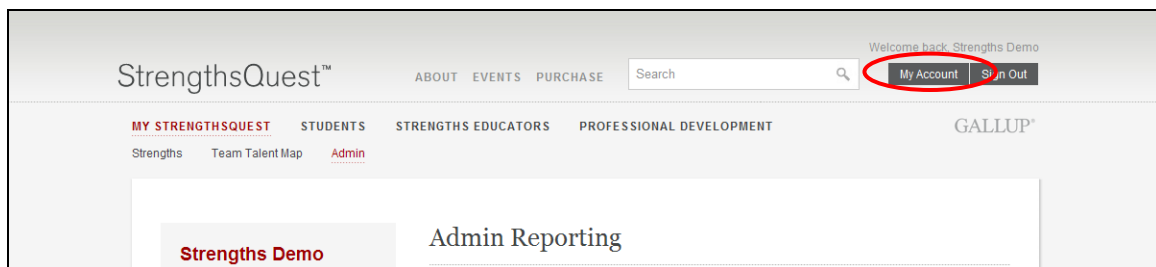 Welcome back, Strengths Demo
StrengthsQuest™ ABOUT EVENTS PURCHASE Search My Account Sign Out
MY STRENGTHSQUEST STUDENTS STRENGTHS EDUCATORS PROFESSIONAL DEVELOPMENT GALLUP®
Strengths Team Talent Map Admin
Strengths Demo Admin Reporting